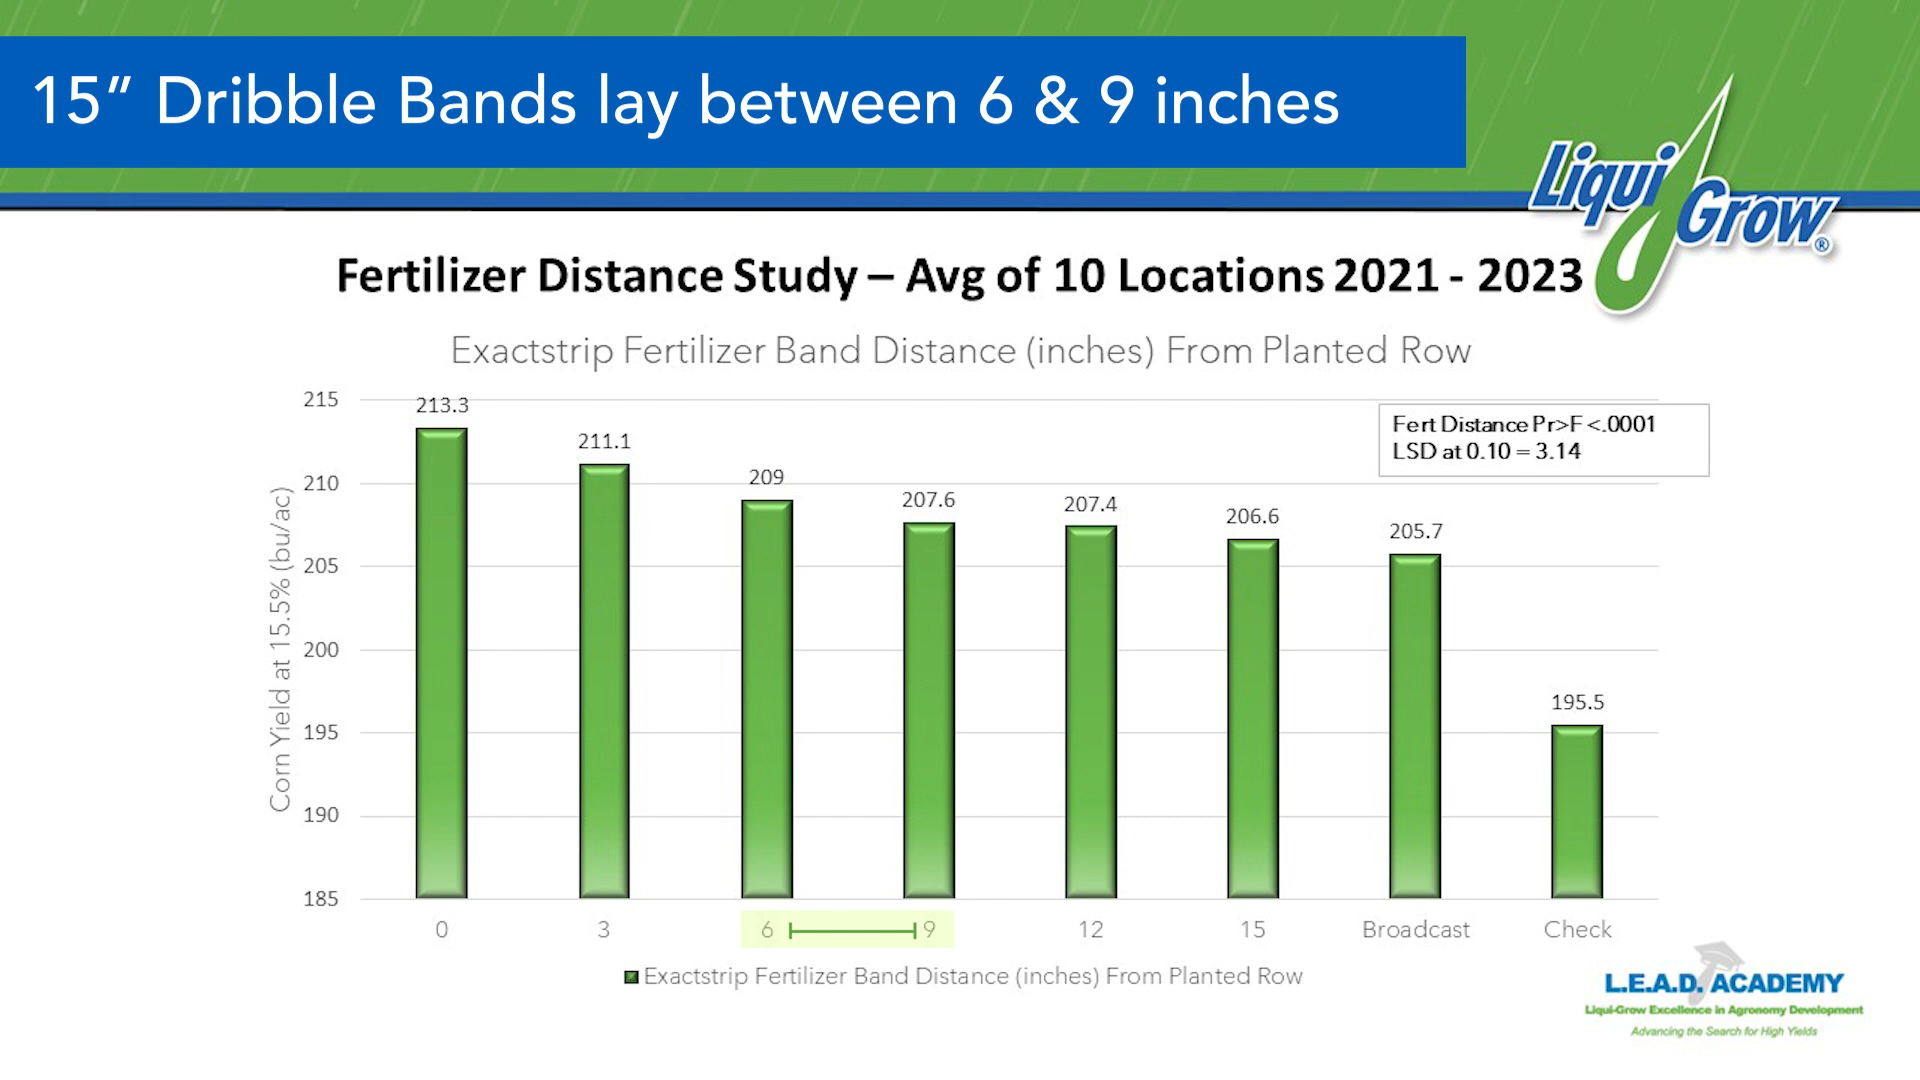 15” Dribble Bands lay between 6 & 9 inches
Liqui Grow®
Fertilizer Distance Study – Avg of 10 Locations 2021 - 2023
Exactstrip Fertilizer Band Distance (inches) From Planted Row
Fert Distance Pr>F <.0001
LSD at 0.10 = 3.14
Corn Yield at 15.5% (bu/ac)
215
210
205
200
195
190
185
213.3
211.1
209
207.6
207.4
206.6
205.7
195.5
0 3 6 9 12 15 Broadcast Check
Exactstrip Fertilizer Band Distance (inches) From Planted Row
L.E.A.D. ACADEMY
Liqui-Grow Excellence in Agronomy Development
Advancing the Search for High Yields